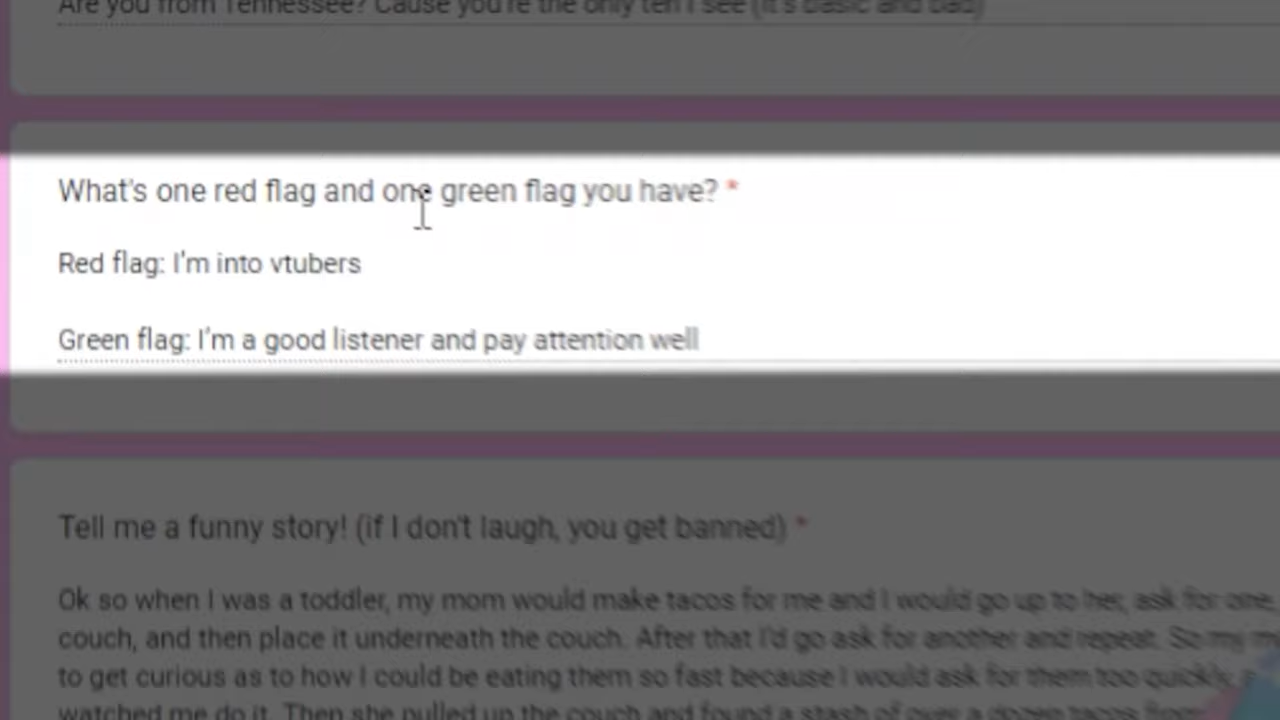 Are you from Tennessee? Cause you're the only ten I see (it's basic and bad)
What's one red flag and one green flag you have? *
Red flag: I'm into vtubers
Green flag: I'm a good listener and pay attention well
Tell me a funny story! (if I don't laugh, you get banned) *
Ok so when I was a toddler, my mom would make tacos for me and I would go up to her, ask for one,
couch, and then place it underneath the couch. After that I'd go ask for another and repeat. So my
to get curious as to how I could be eating them so fast because I would ask for them too quickly,
watched me do it. Then she pulled up the couch and found a stash of over a dozen tacos from